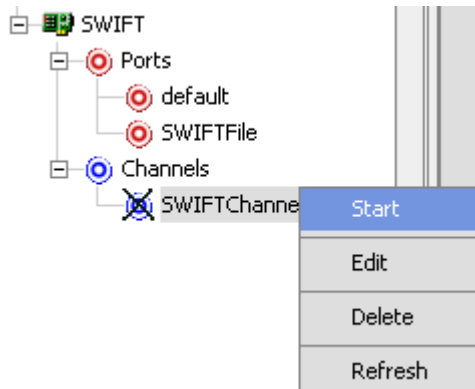 SWIFT
Ports
default
SWIFTFile
Channels
SWIFTChanne
Start
Edit
Delete
Refresh